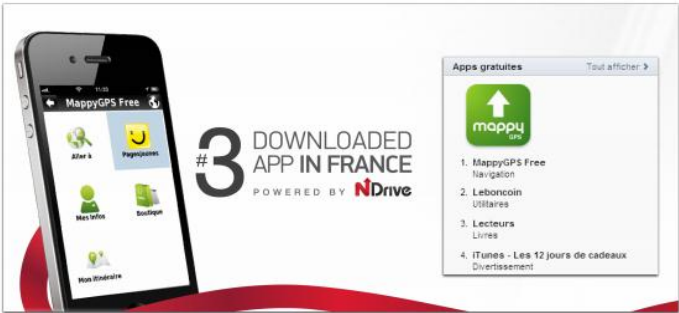 11:03
MappyGPS Free
Aller à
Pagesjaunes
Mes infos
Boutique
Mon itinéraire
#3 DOWNLOADED
APP IN FRANCE
POWERED BY NDrive
Apps gratuites Tout afficher >
mappy
GPS
1. MappyGPS Free
Navigation
2. Leboncoin
Utilitaires
3. Lecteurs
Livres
4. iTunes - Les 12 jours de cadeaux
Divertissement